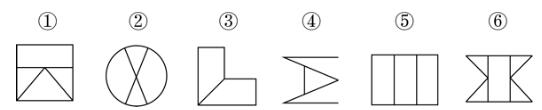 ① ② ③ ④ ⑤ ⑥